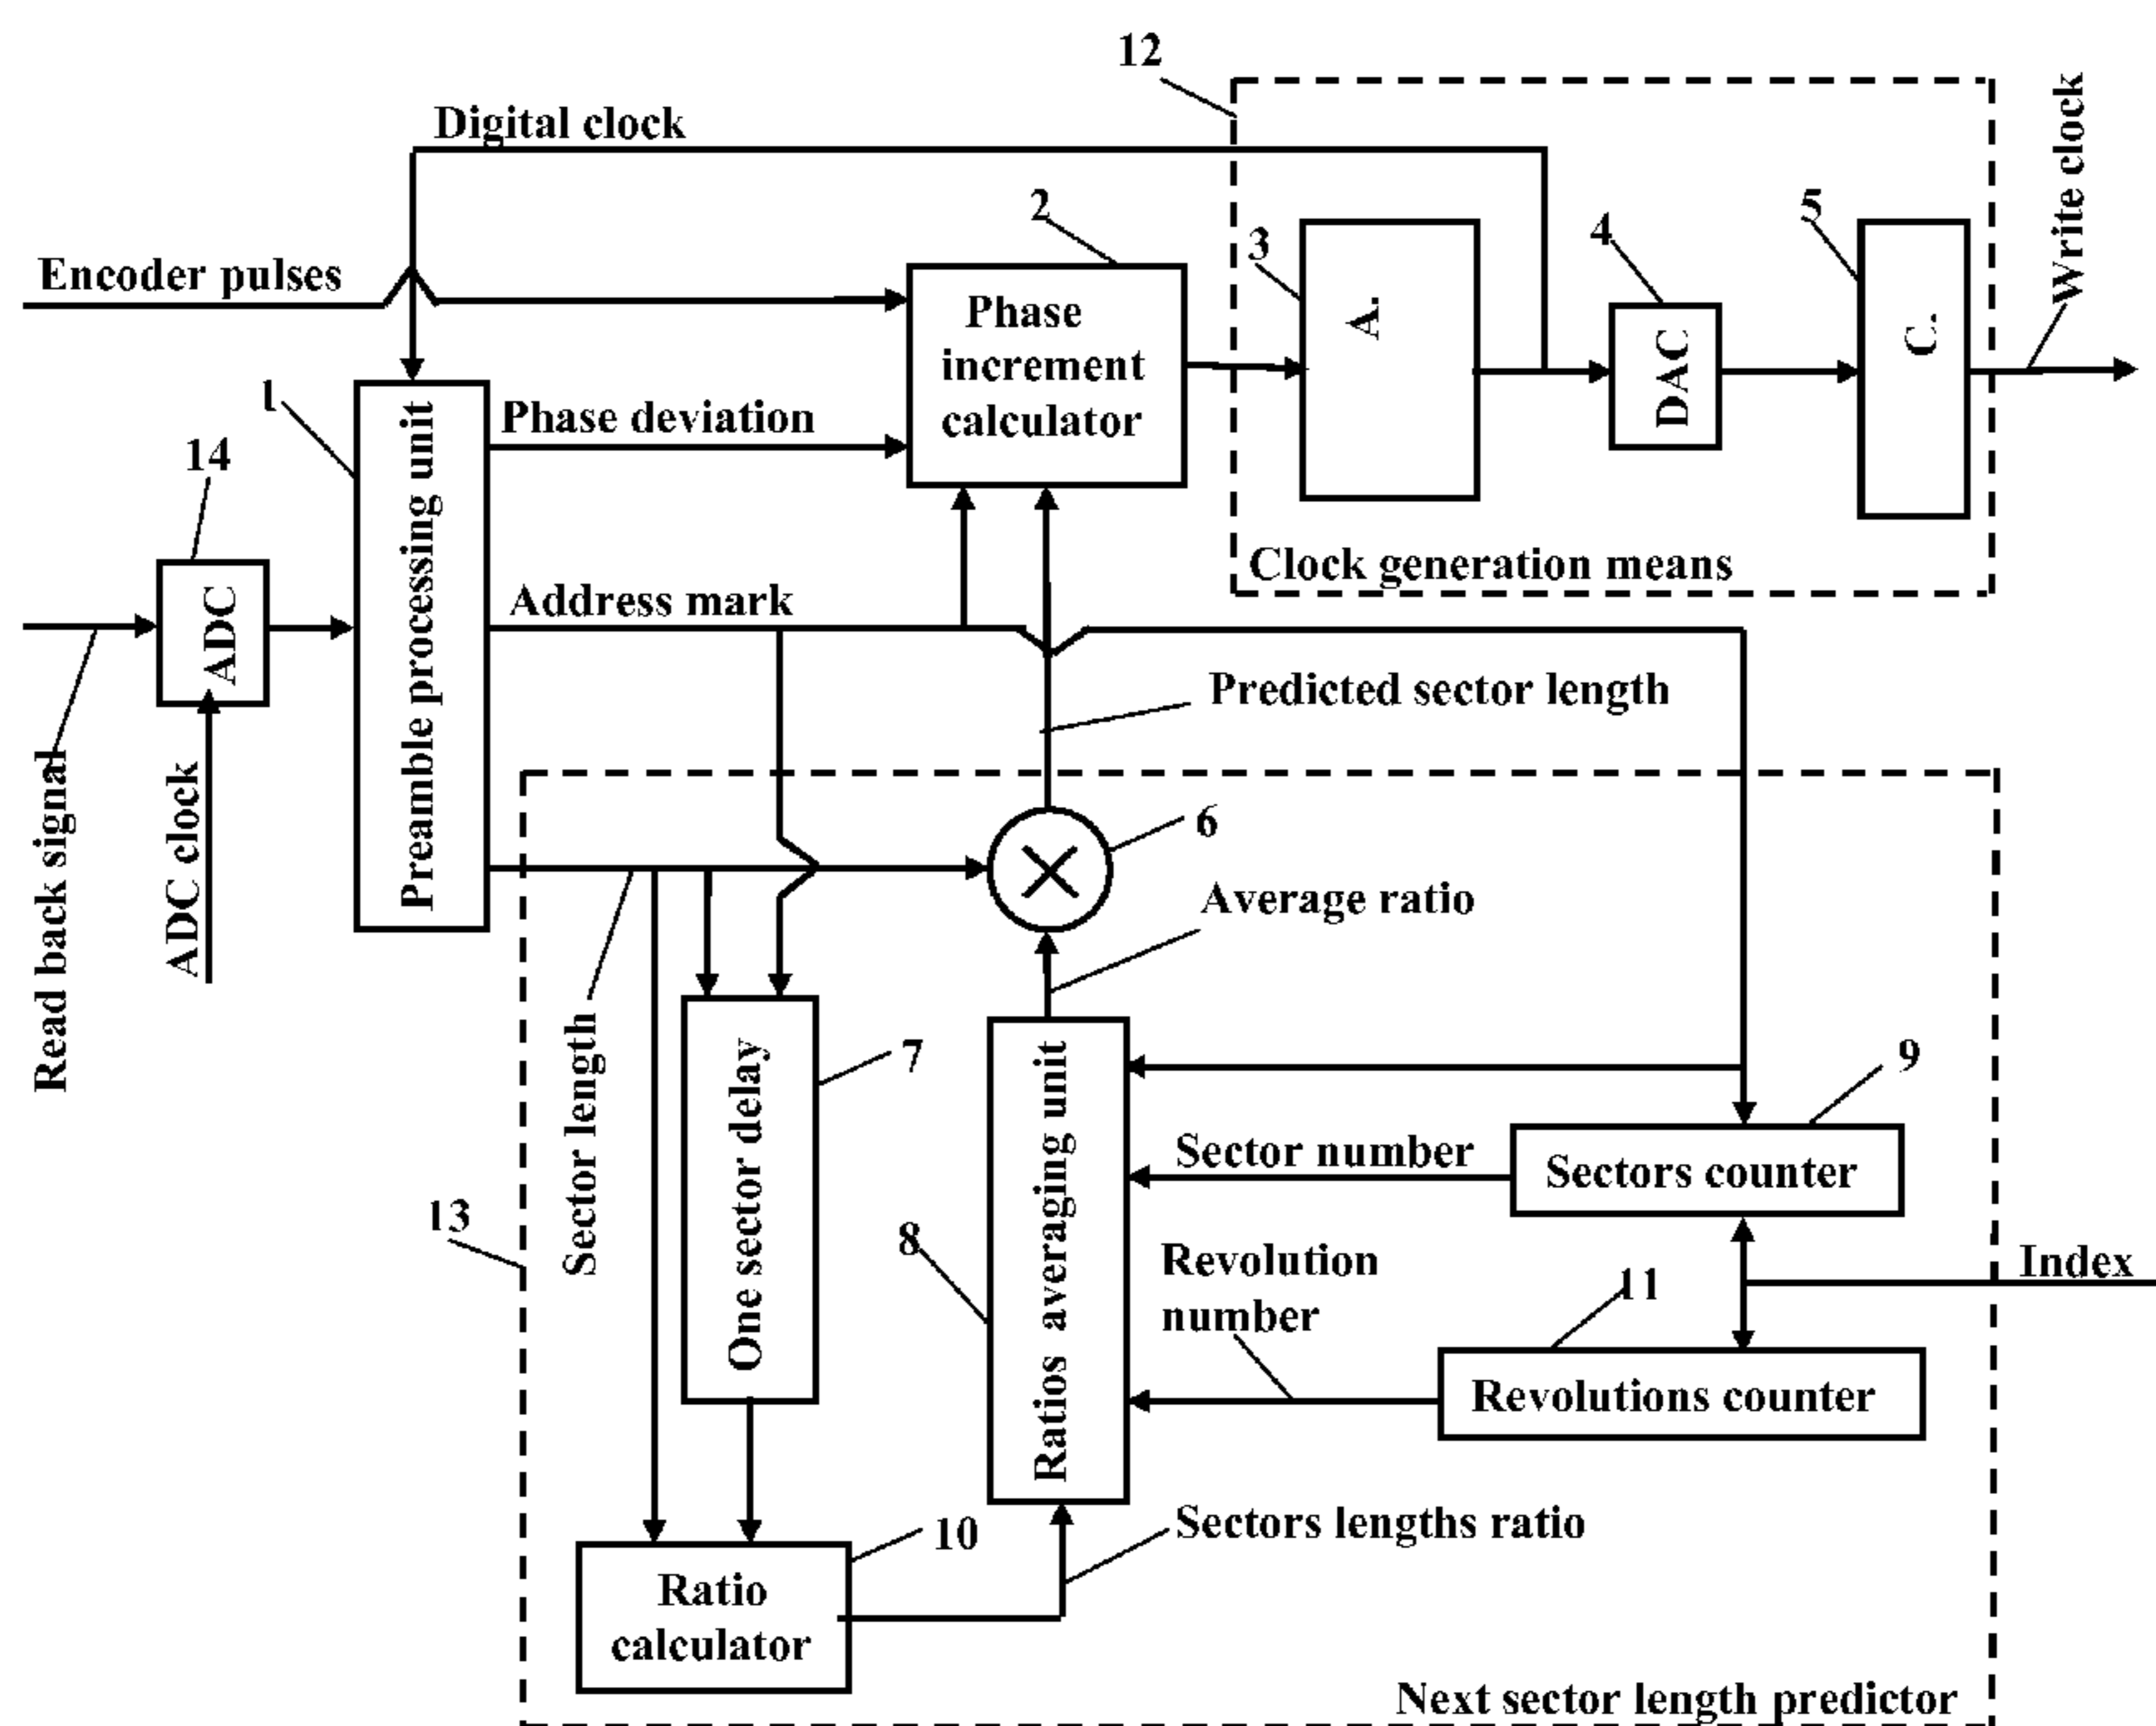 12
Digital clock
Write clock
2
3
4
5
Encoder pulses
Phase
increment
calculator
A.
DAC
C.
1
14
Phase deviation
Preamble processing unit
ADC
Clock generation means
Address mark
Predicted sector length
Read back signal
ADC clock
6
Average ratio
Sector length
One sector delay
7
Ratios averaging unit
9
Sector number
Sectors counter
13
8
Revolution
number
11
Index
Revolutions counter
10
Sectors lengths ratio
Ratio
calculator
Next sector length predictor